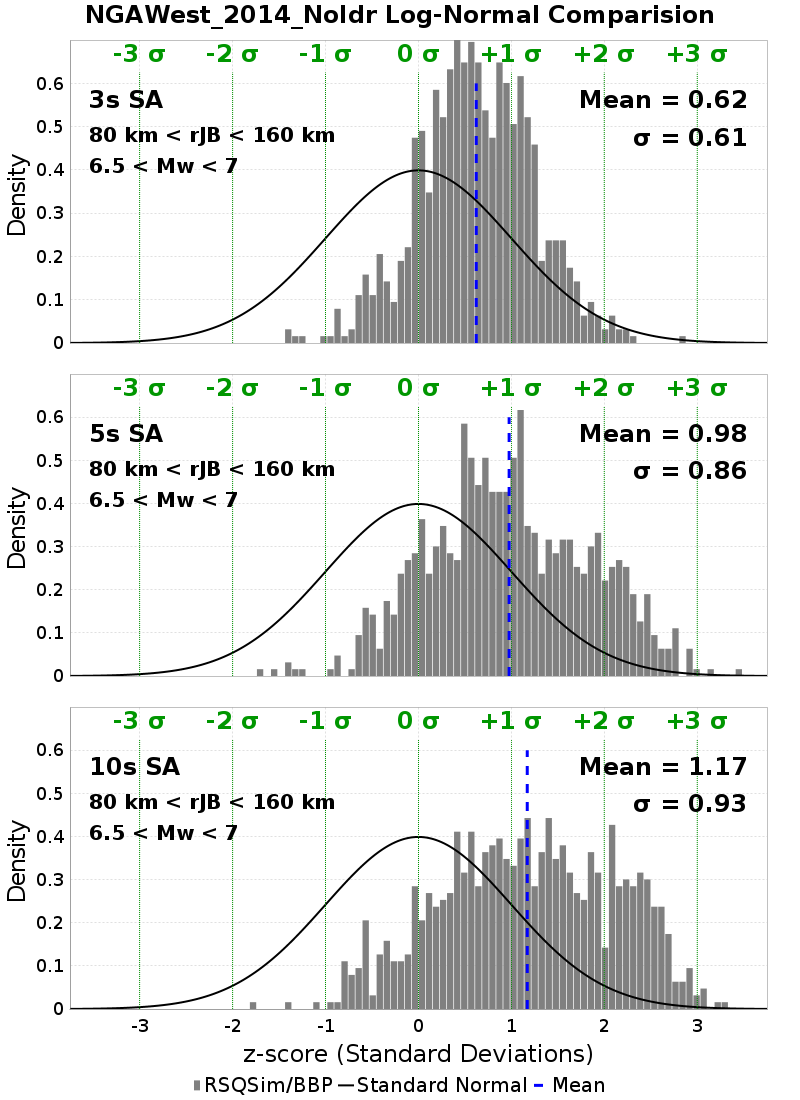 NGAWest_2014_NoIdr Log-Normal Comparision
-3 σ -2 σ -1 σ 0 σ +1 σ +2 σ +3 σ
0.6
3s SA Mean = 0.62
0.5
80 km < rJB < 160 km σ = 0.61
6.5 < Mw < 7
0.4
Density
0.3
0.2
0.1
0
-3 σ -2 σ -1 σ 0 σ +1 σ +2 σ +3 σ
0.6
5s SA Mean = 0.98
0.5
80 km < rJB < 160 km σ = 0.86
6.5 < Mw < 7
0.4
Density
0.3
0.2
0.1
0
-3 σ -2 σ -1 σ 0 σ +1 σ +2 σ +3 σ
0.6
10s SA Mean = 1.17
0.5
80 km < rJB < 160 km σ = 0.93
6.5 < Mw < 7
0.4
Density
0.3
0.2
0.1
0
-3 -2 -1 0 1 2 3
z-score (Standard Deviations)
RSQSim/BBP Standard Normal Mean